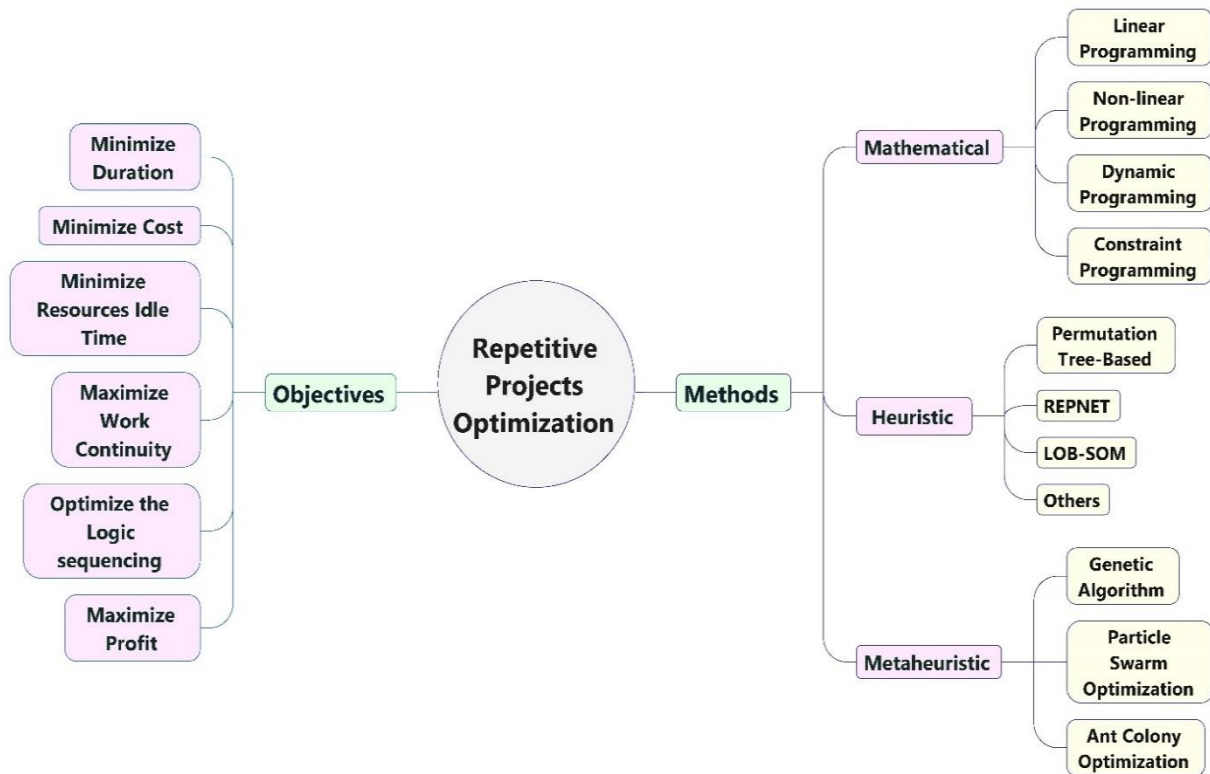 Repetitive
Projects
Optimization
Objectives
Minimize
Duration
Minimize Cost
Minimize
Resources Idle
Time
Maximize
Work
Continuity
Optimize the
Logic
sequencing
Maximize
Profit
Methods
Mathematical
Linear
Programming
Non-linear
Programming
Dynamic
Programming
Constraint
Programming
Heuristic
Permutation
Tree-Based
REPNET
LOB-SOM
Others
Metaheuristic
Genetic
Algorithm
Particle
Swarm
Optimization
Ant Colony
Optimization